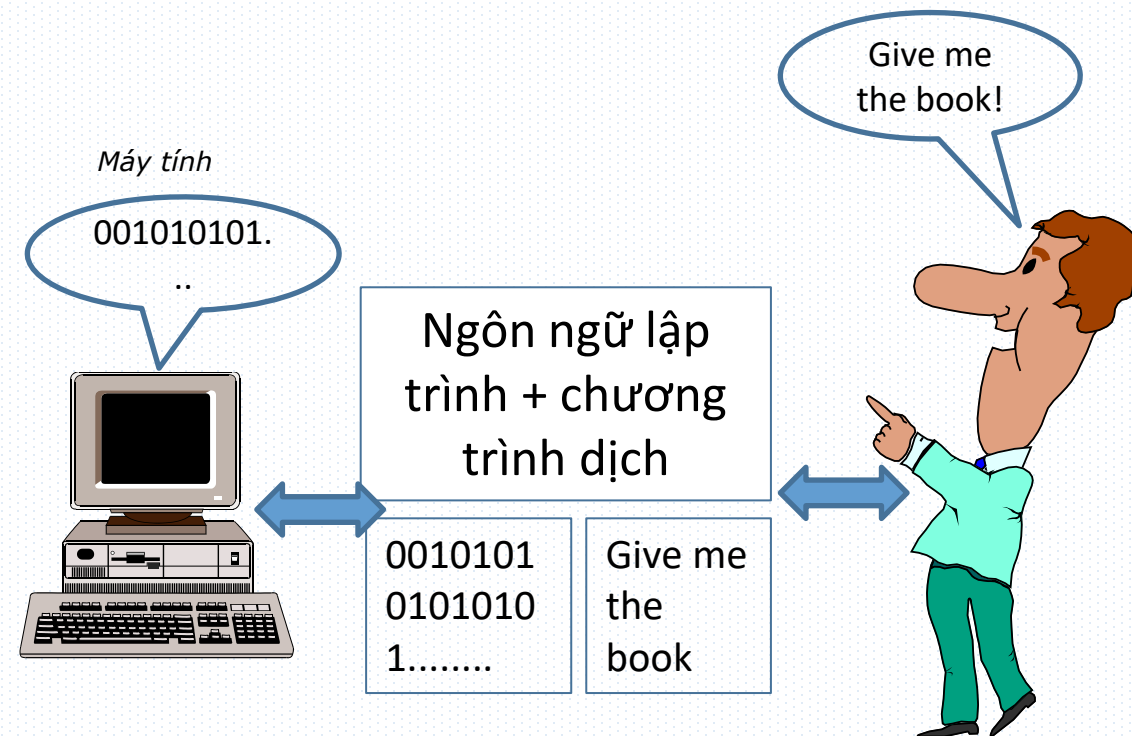 Give me
the book!
Máy tính
001010101.
..
Ngôn ngữ lập
trình + chương
trình dịch
0010101
0101010
1........
Give me
the
book